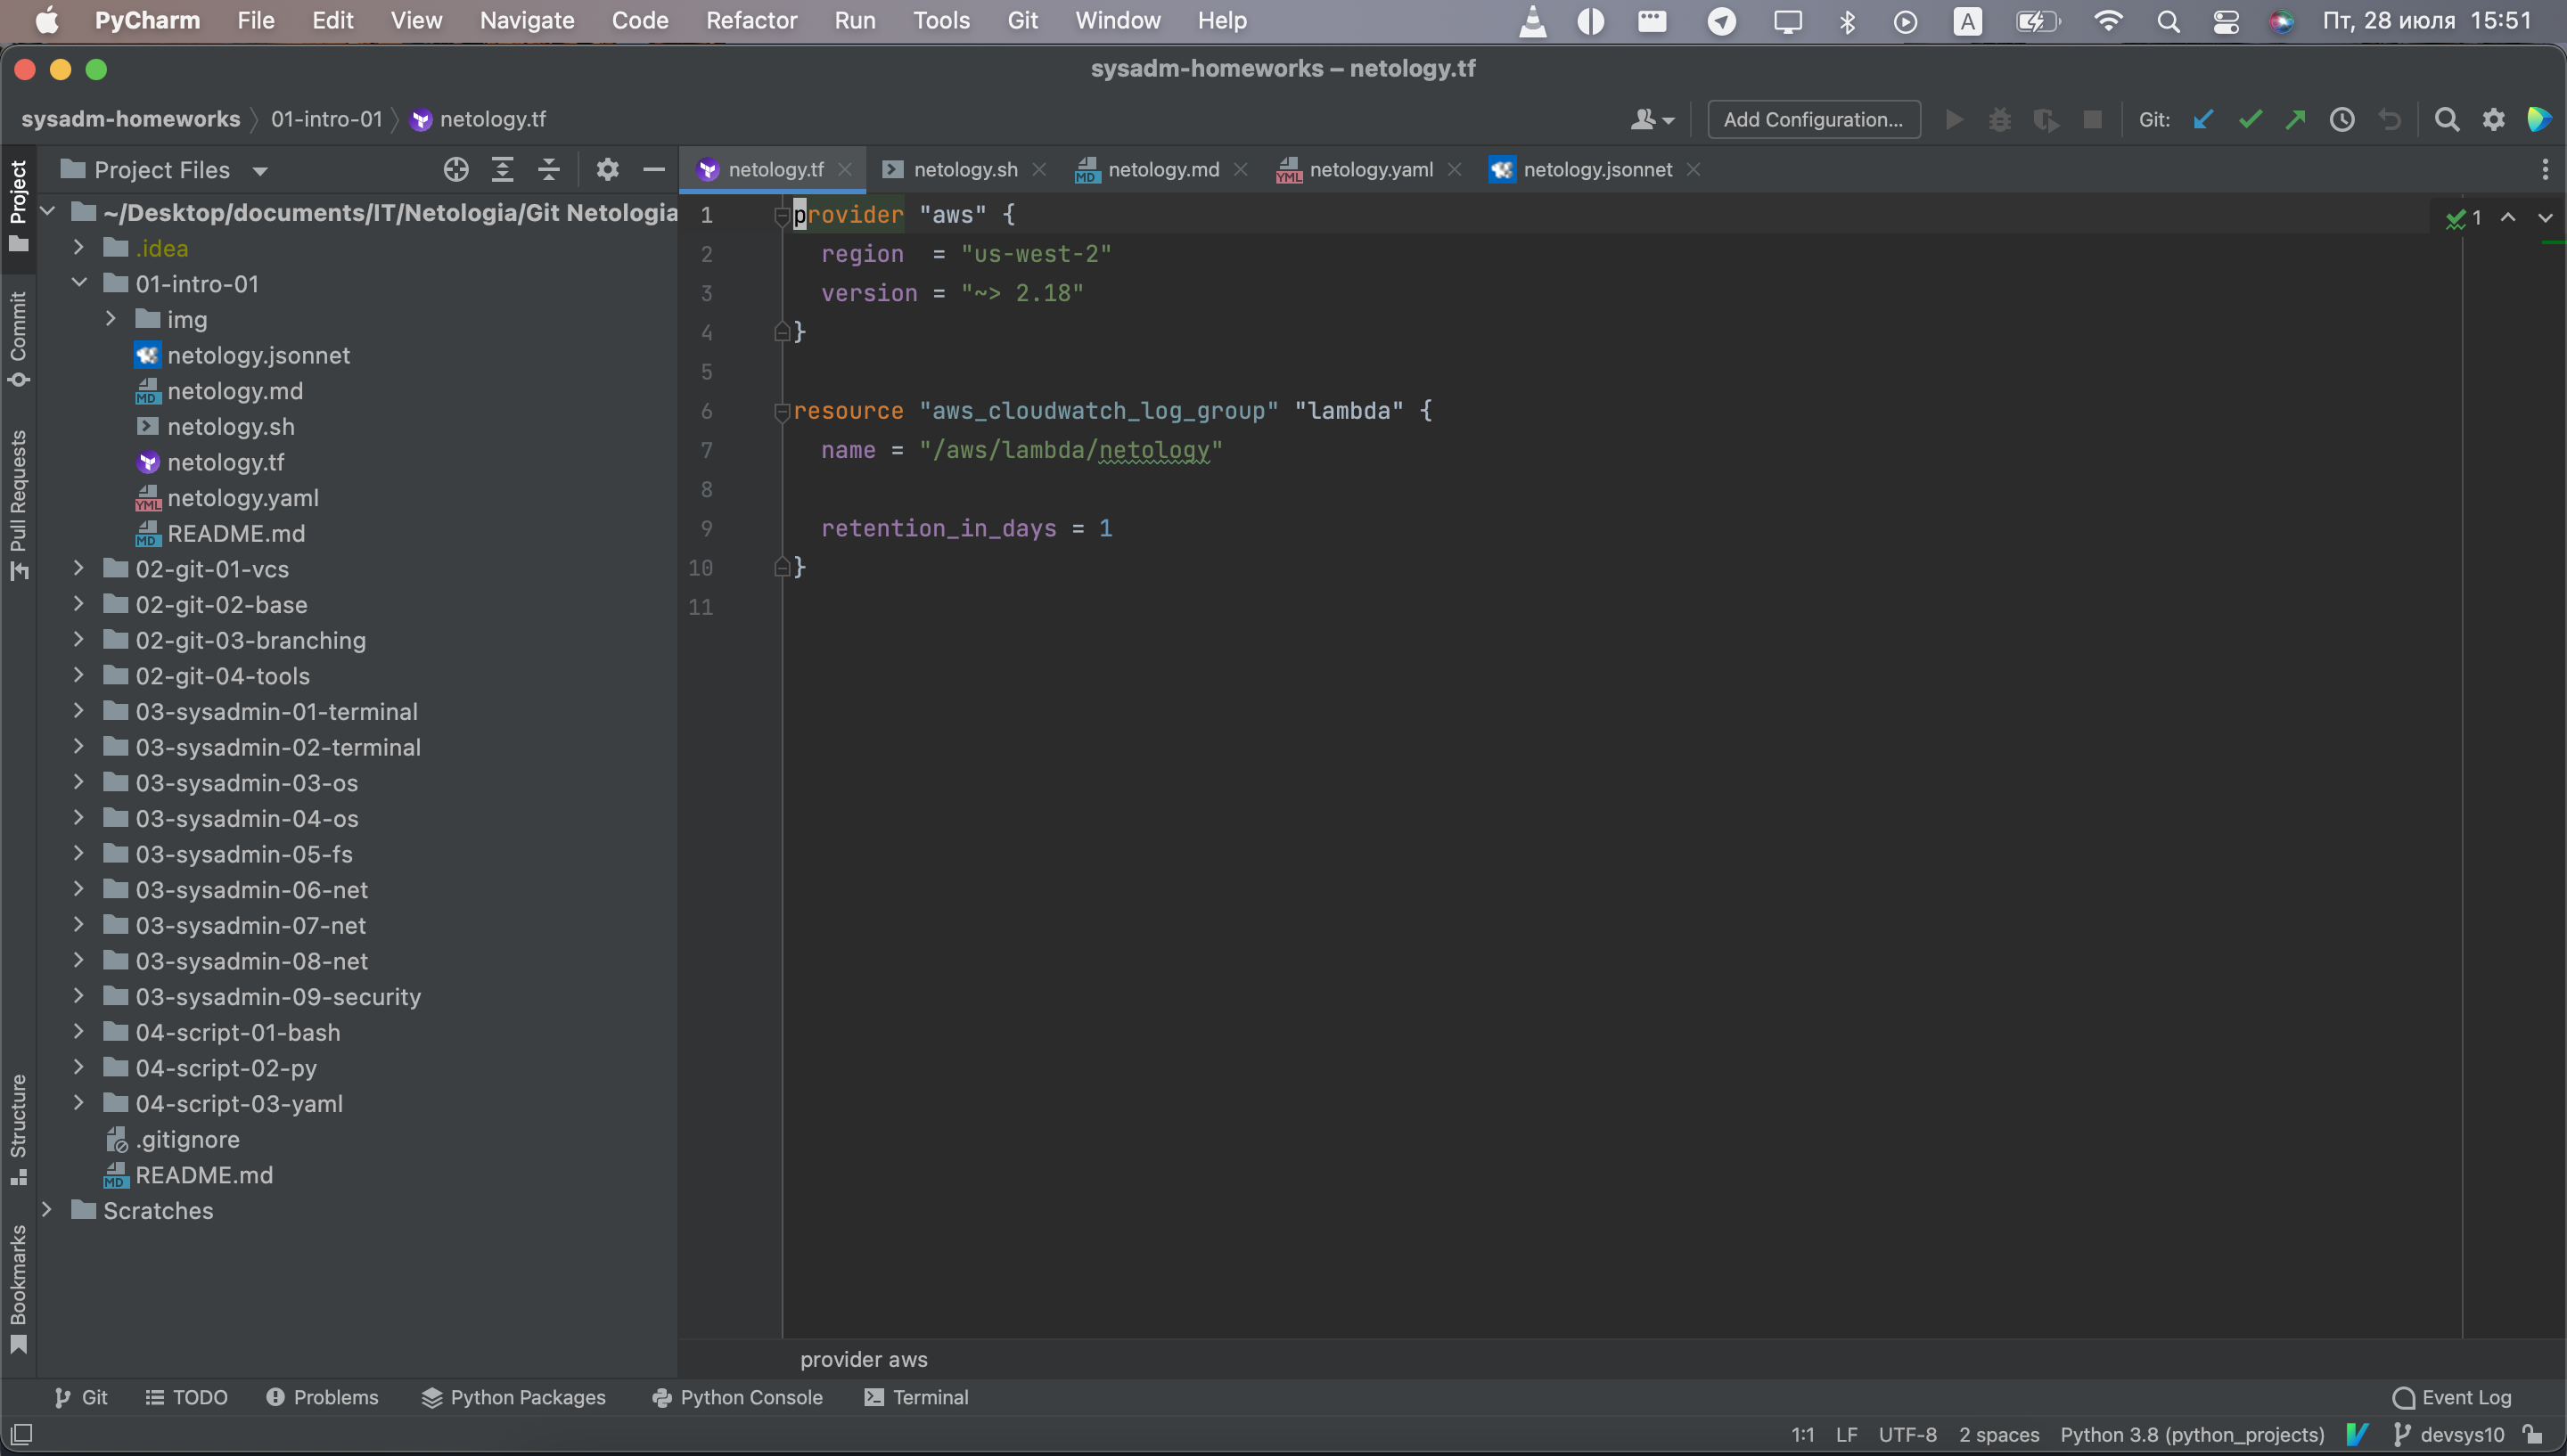 PyCharm File Edit View Navigate Code Refactor Run Tools Git Window Help A Пт, 28 июля 15:51
sysadm-homeworks – netology.tf
sysadm-homeworks 01-intro-01 netology.tf Add Configuration... Git:
Project Files
netology.tf netology.sh netology.md netology.yaml netology.jsonnet
Project
Commit
Pull Requests
Structure
Bookmarks
~/Desktop/documents/IT/Netologia/Git Netologia
.idea
01-intro-01
img
netology.jsonnet
netology.md
netology.sh
netology.tf
netology.yaml
README.md
02-git-01-vcs
02-git-02-base
02-git-03-branching
02-git-04-tools
03-sysadmin-01-terminal
03-sysadmin-02-terminal
03-sysadmin-03-os
03-sysadmin-04-os
03-sysadmin-05-fs
03-sysadmin-06-net
03-sysadmin-07-net
03-sysadmin-08-net
03-sysadmin-09-security
04-script-01-bash
04-script-02-py
04-script-03-yaml
.gitignore
README.md
Scratches
1 provider "aws" { 1
2 region = "us-west-2"
3 version = "~> 2.18"
4 }
5
6 resource "aws_cloudwatch_log_group" "lambda" {
7 name = "/aws/lambda/netology"
8
9 retention_in_days = 1
10 }
11
provider aws
Git TODO Problems Python Packages Python Console Terminal Event Log
1:1 LF UTF-8 2 spaces Python 3.8 (python_projects) devsys10